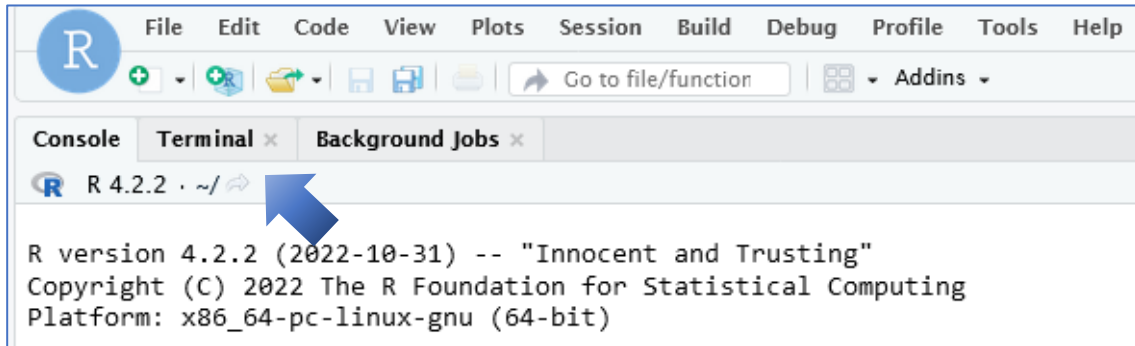 R File Edit Code View Plots Session Build Debug Profile Tools Help
R Go to file/function Addins
Console Terminal × Background Jobs ×
R R 4.2.2 · ~/
R version 4.2.2 (2022-10-31) -- "Innocent and Trusting"
Copyright (C) 2022 The R Foundation for Statistical Computing
Platform: x86_64-pc-linux-gnu (64-bit)